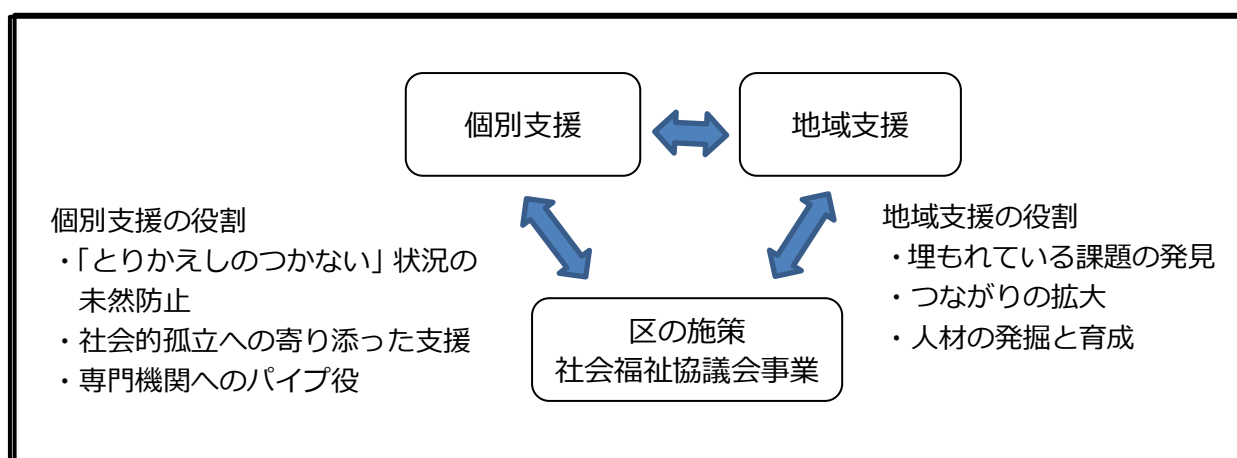 個別支援
地域支援
個別支援の役割
・「とりかえしのつかない」状況の
未然防止
・社会的孤立への寄り添った支援
・専門機関へのパイプ役
地域支援の役割
・埋もれている課題の発見
・つながりの拡大
・人材の発掘と育成
区の施策
社会福祉協議会事業